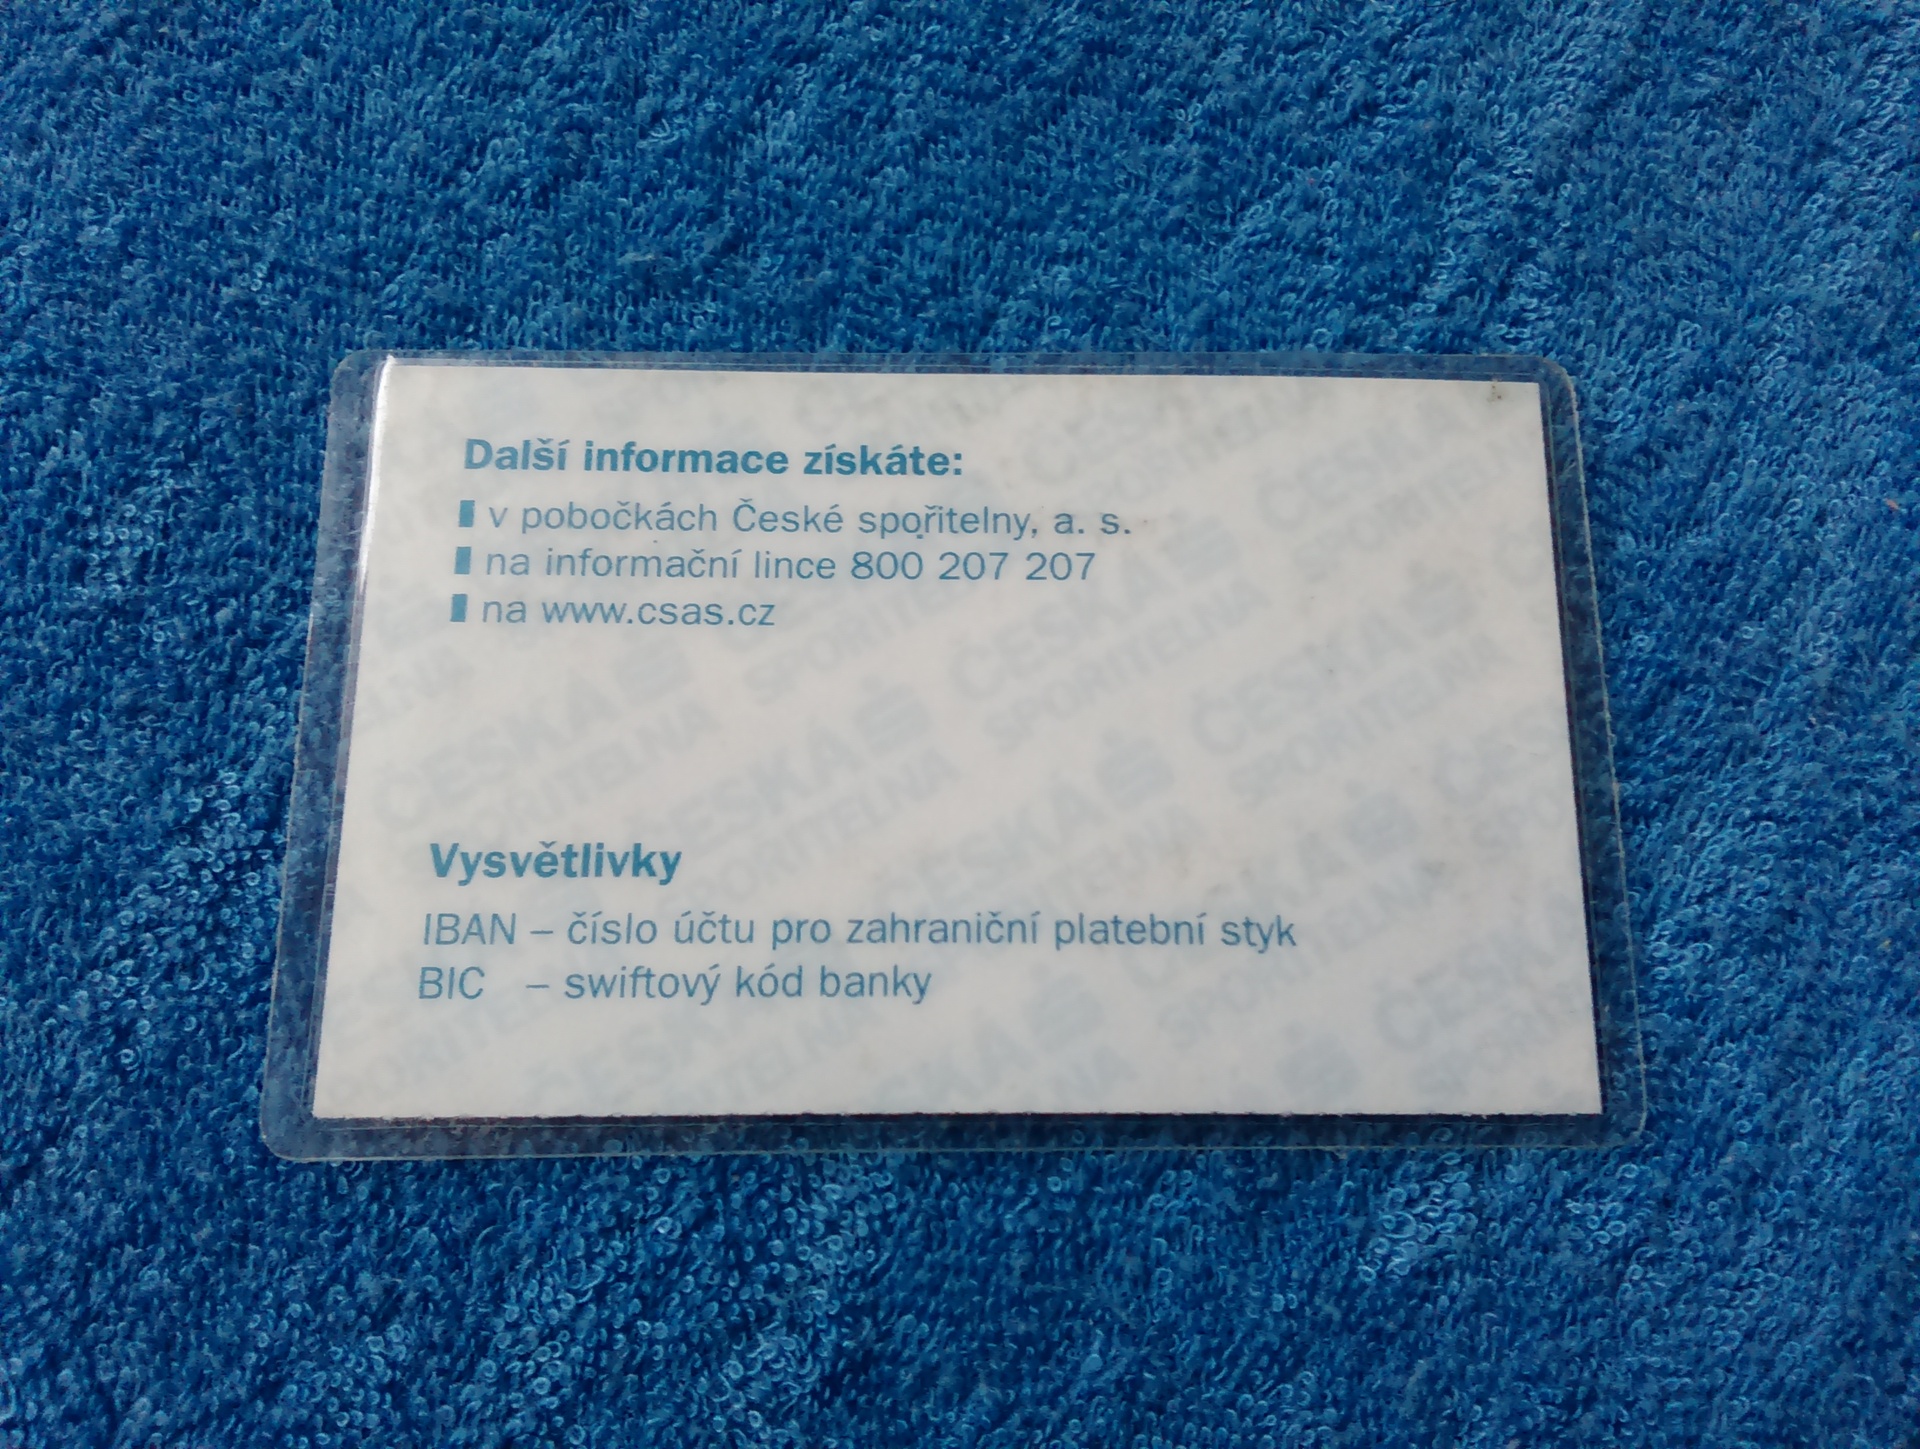 Další informace získáte:
v pobočkách České spořitelny, a. s.
na informační lince 800 207 207
na www.csas.cz
Vysvětlivky
IBAN – číslo účtu pro zahraniční platební styk
BIC – swiftový kód banky